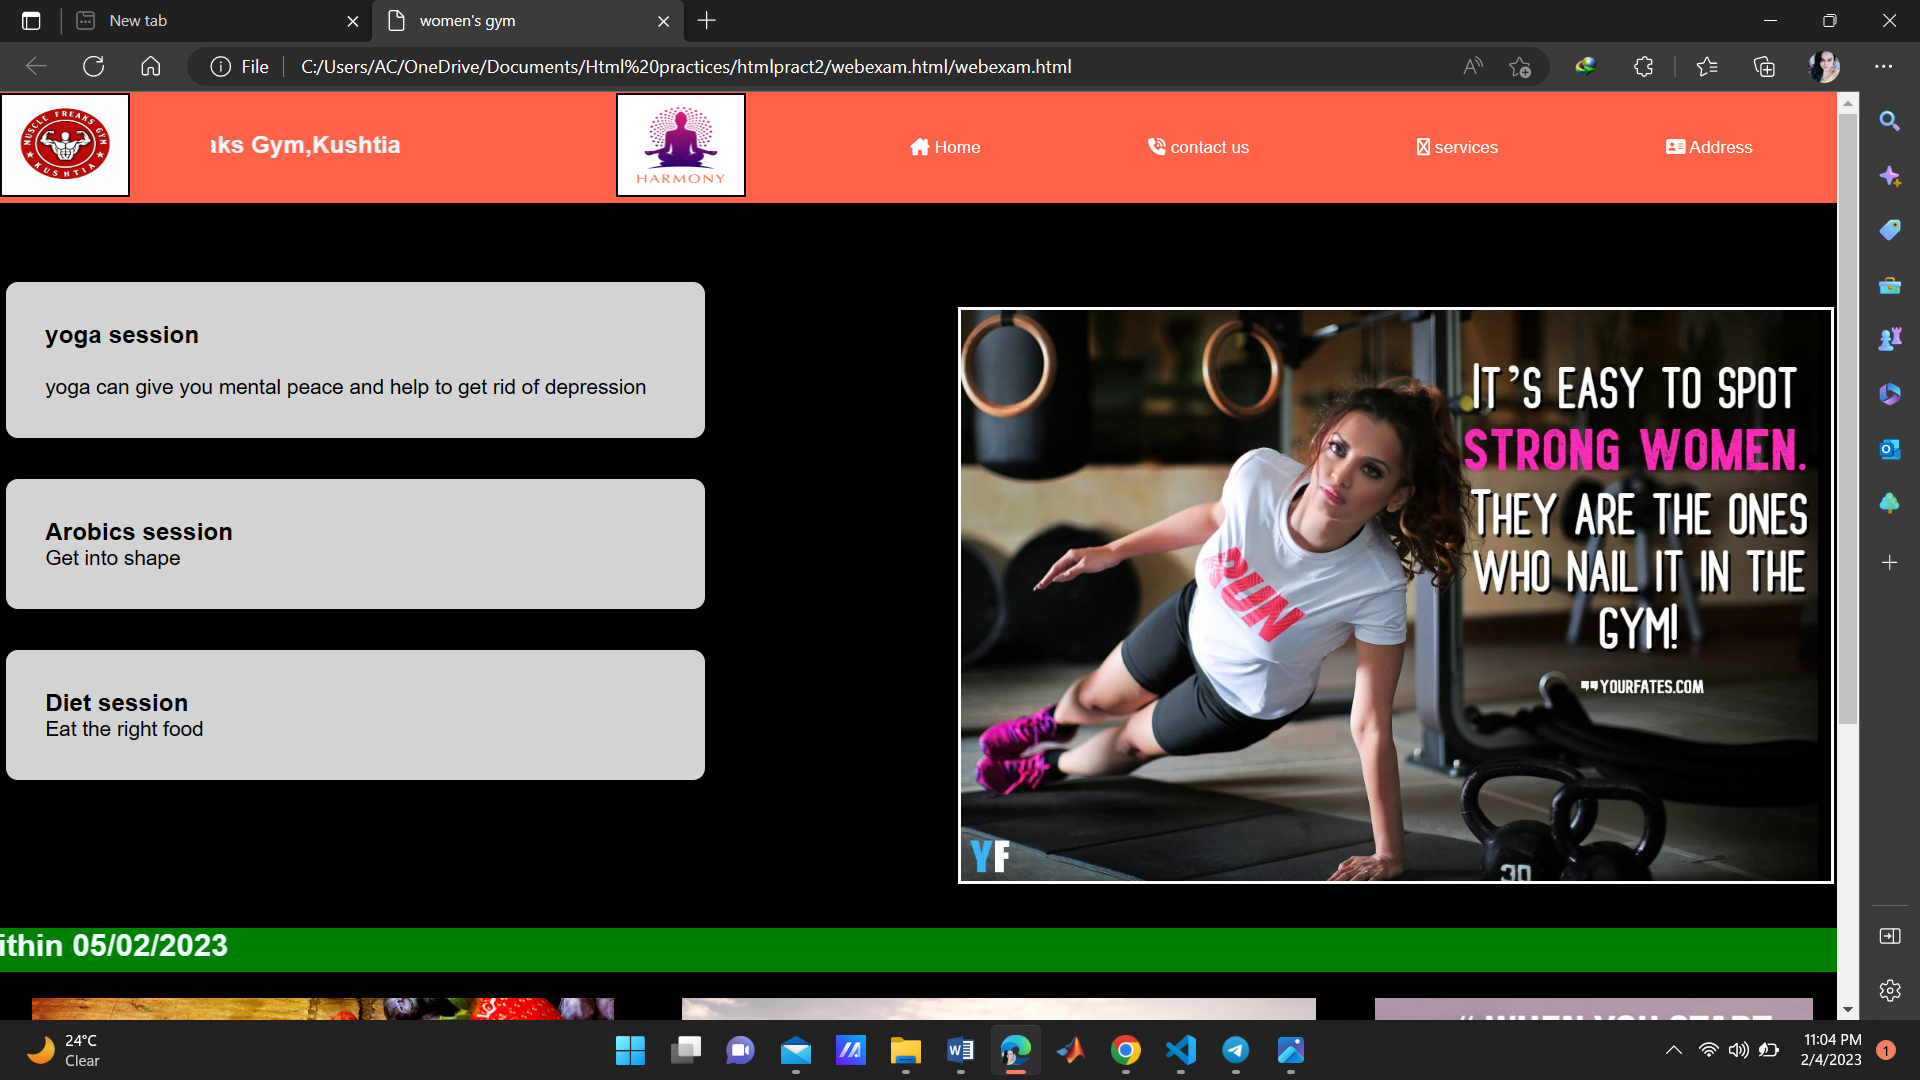 New tab
women's gym
File
C:/Users/AC/OneDrive/Documents/Html%20practices/htmlpract2/webexam.html/webexam.html
MUSCLE FREAKS GYM
KUSHTIA
aks Gym,Kushtia
HARMONY
Home
contact us
services
Address
yoga session
yoga can give you mental peace and help to get rid of depression
Arobics session
Get into shape
Diet session
Eat the right food
IT'S EASY TO SPOT
STRONG WOMEN.
THEY ARE THE ONES
WHO NAIL IT IN THE
GYM!
YOURFATES.COM
RUN
30
YF
ithin 05/02/2023
“ WHEN YOU START
24°C
Clear
11:04 PM
2/4/2023
1